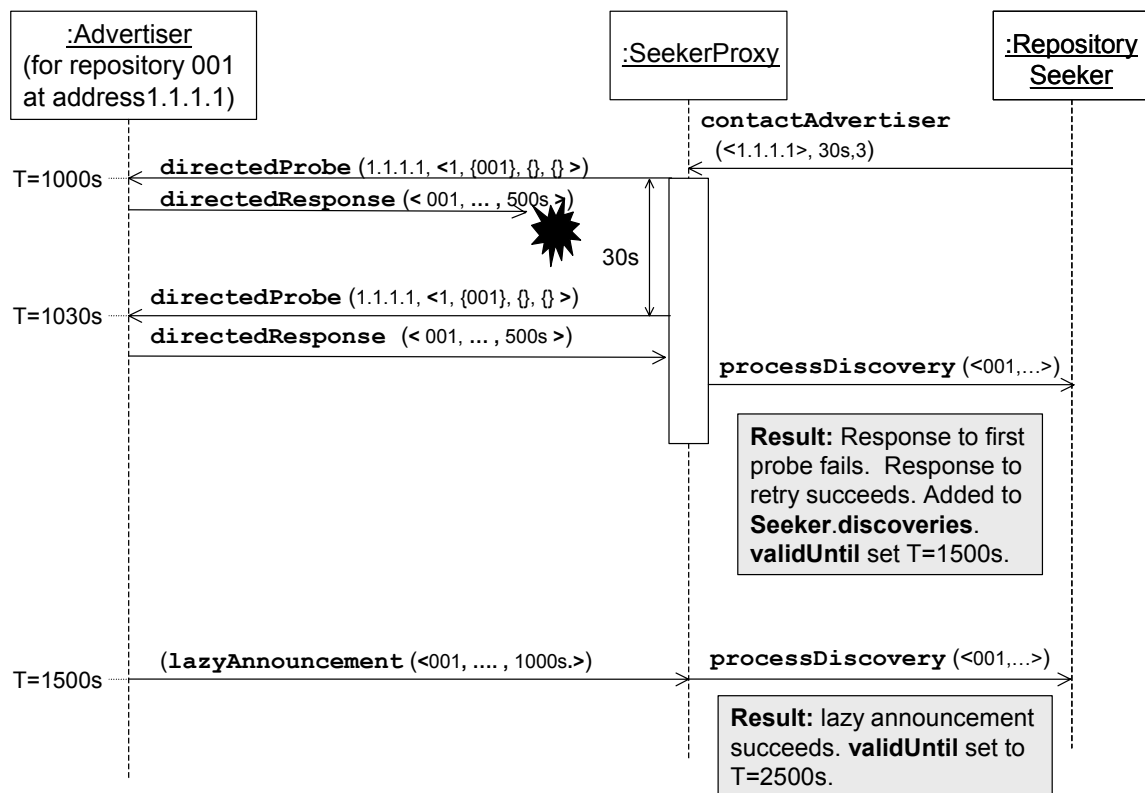 :Advertiser
(for repository 001
at address1.1.1.1)
:SeekerProxy
:Repository
Seeker
contactAdvertiser
(<1.1.1.1>, 30s,3)
directedProbe (1.1.1.1, <1, {001}, {}, {} >)
T=1000s
directedResponse (< 001, ... , 500s >)
30s
directedProbe (1.1.1.1, <1, {001}, {}, {} >)
T=1030s
directedResponse (< 001, ... , 500s >)
processDiscovery (<001,...>)
Result: Response to first
probe fails. Response to
retry succeeds. Added to
Seeker.discoveries.
validUntil set T=1500s.
(lazyAnnouncement (<001, .... , 1000s.>)
processDiscovery (<001,...>)
T=1500s
Result: lazy announcement
succeeds. validUntil set to
T=2500s.